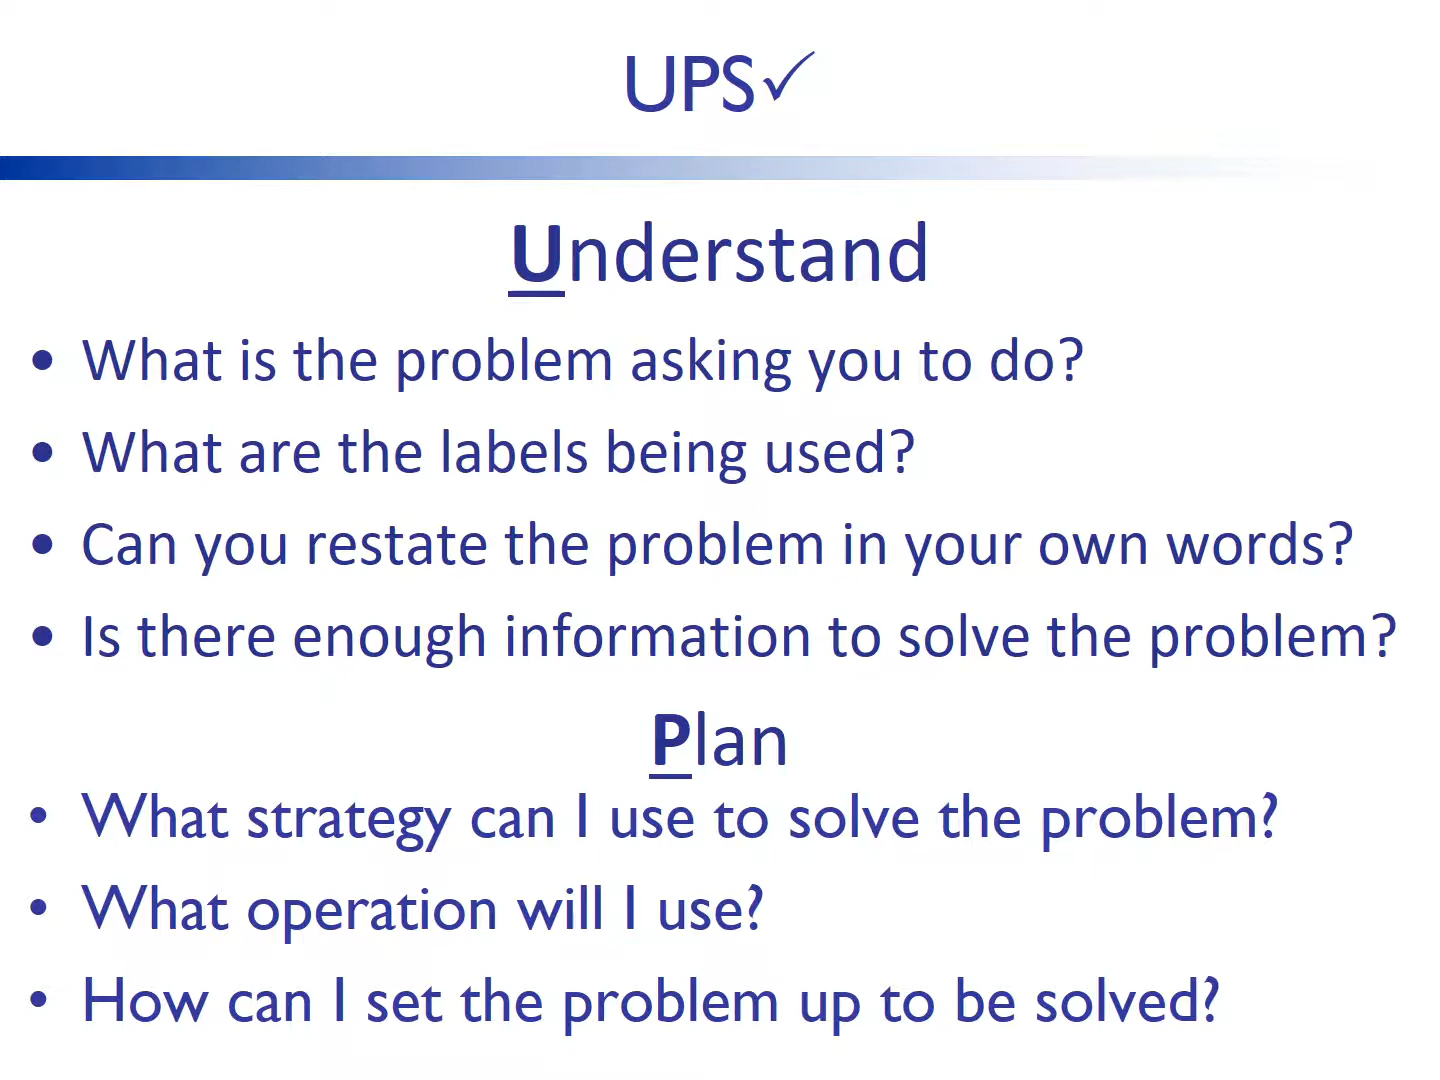 UPS✓
Understand
• What is the problem asking you to do?
• What are the labels being used?
• Can you restate the problem in your own words?
• Is there enough information to solve the problem?
Plan
• What strategy can I use to solve the problem?
• What operation will I use?
• How can I set the problem up to be solved?